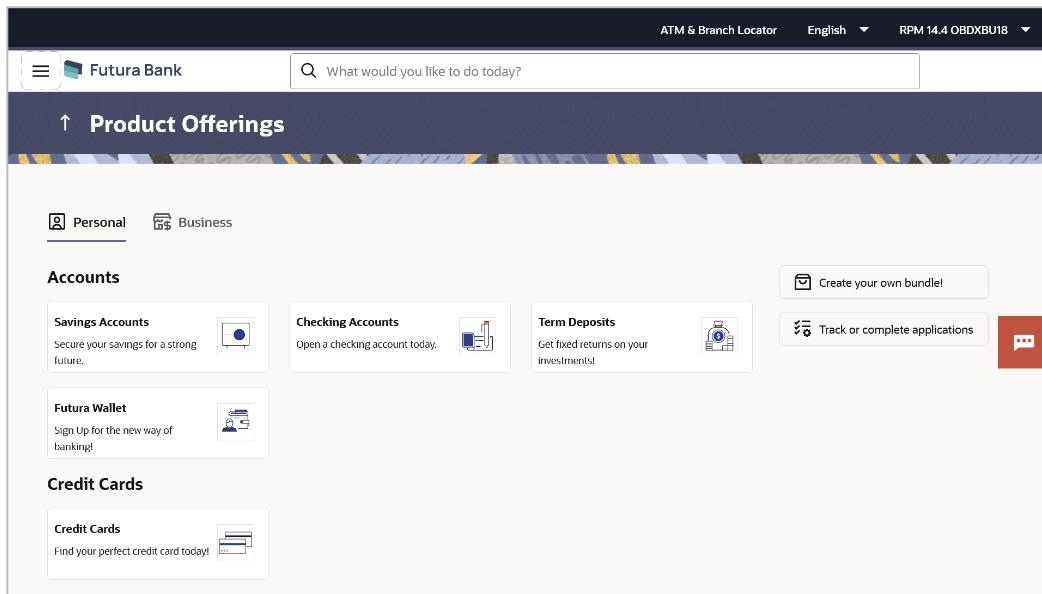 ATM & Branch Locator
English
RPM 14.4 OBDXBU18
Futura Bank
What would you like to do today?
Product Offerings
Personal
Business
Accounts
Create your own bundle!
Track or complete applications
Savings Accounts
Secure your savings for a strong
future.
Checking Accounts
Open a checking account today.
Term Deposits
Get fixed returns on your
investments!
Futura Wallet
Sign Up for the new way of
banking!
Credit Cards
Credit Cards
Find your perfect credit card today!